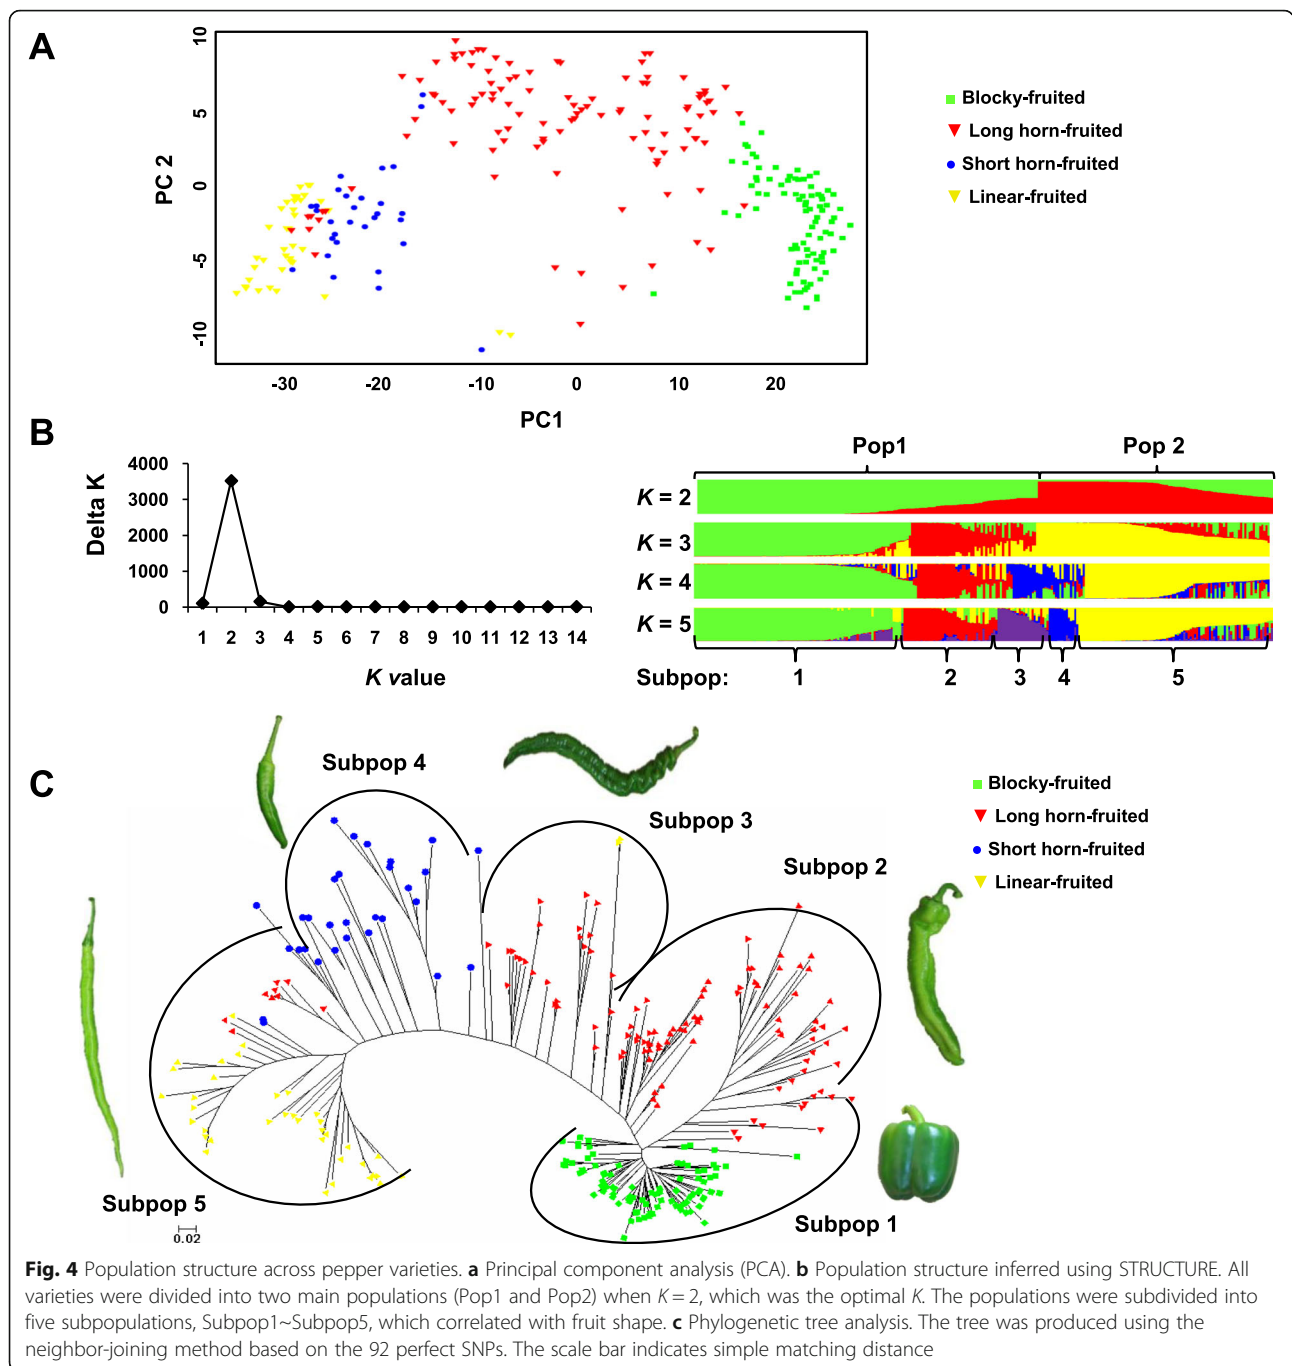 A
10
5
0
-5
-10
PC 2
-30 -20 -10 0 10 20
PC1
Blocky-fruited
Long horn-fruited
Short horn-fruited
Linear-fruited
B
Delta K
4000
3000
2000
1000
0
1 2 3 4 5 6 7 8 9 10 11 12 13 14
K value
Pop1 Pop 2
K = 2
K = 3
K = 4
K = 5
Subpop: 1 2 3 4 5
C
Subpop 4
Subpop 3
Subpop 2
Subpop 5
Subpop 1
0.02
Blocky-fruited
Long horn-fruited
Short horn-fruited
Linear-fruited
Fig. 4 Population structure across pepper varieties. a Principal component analysis (PCA). b Population structure inferred using STRUCTURE. All
varieties were divided into two main populations (Pop1 and Pop2) when K = 2, which was the optimal K. The populations were subdivided into
five subpopulations, Subpop1~Subpop5, which correlated with fruit shape. c Phylogenetic tree analysis. The tree was produced using the
neighbor-joining method based on the 92 perfect SNPs. The scale bar indicates simple matching distance